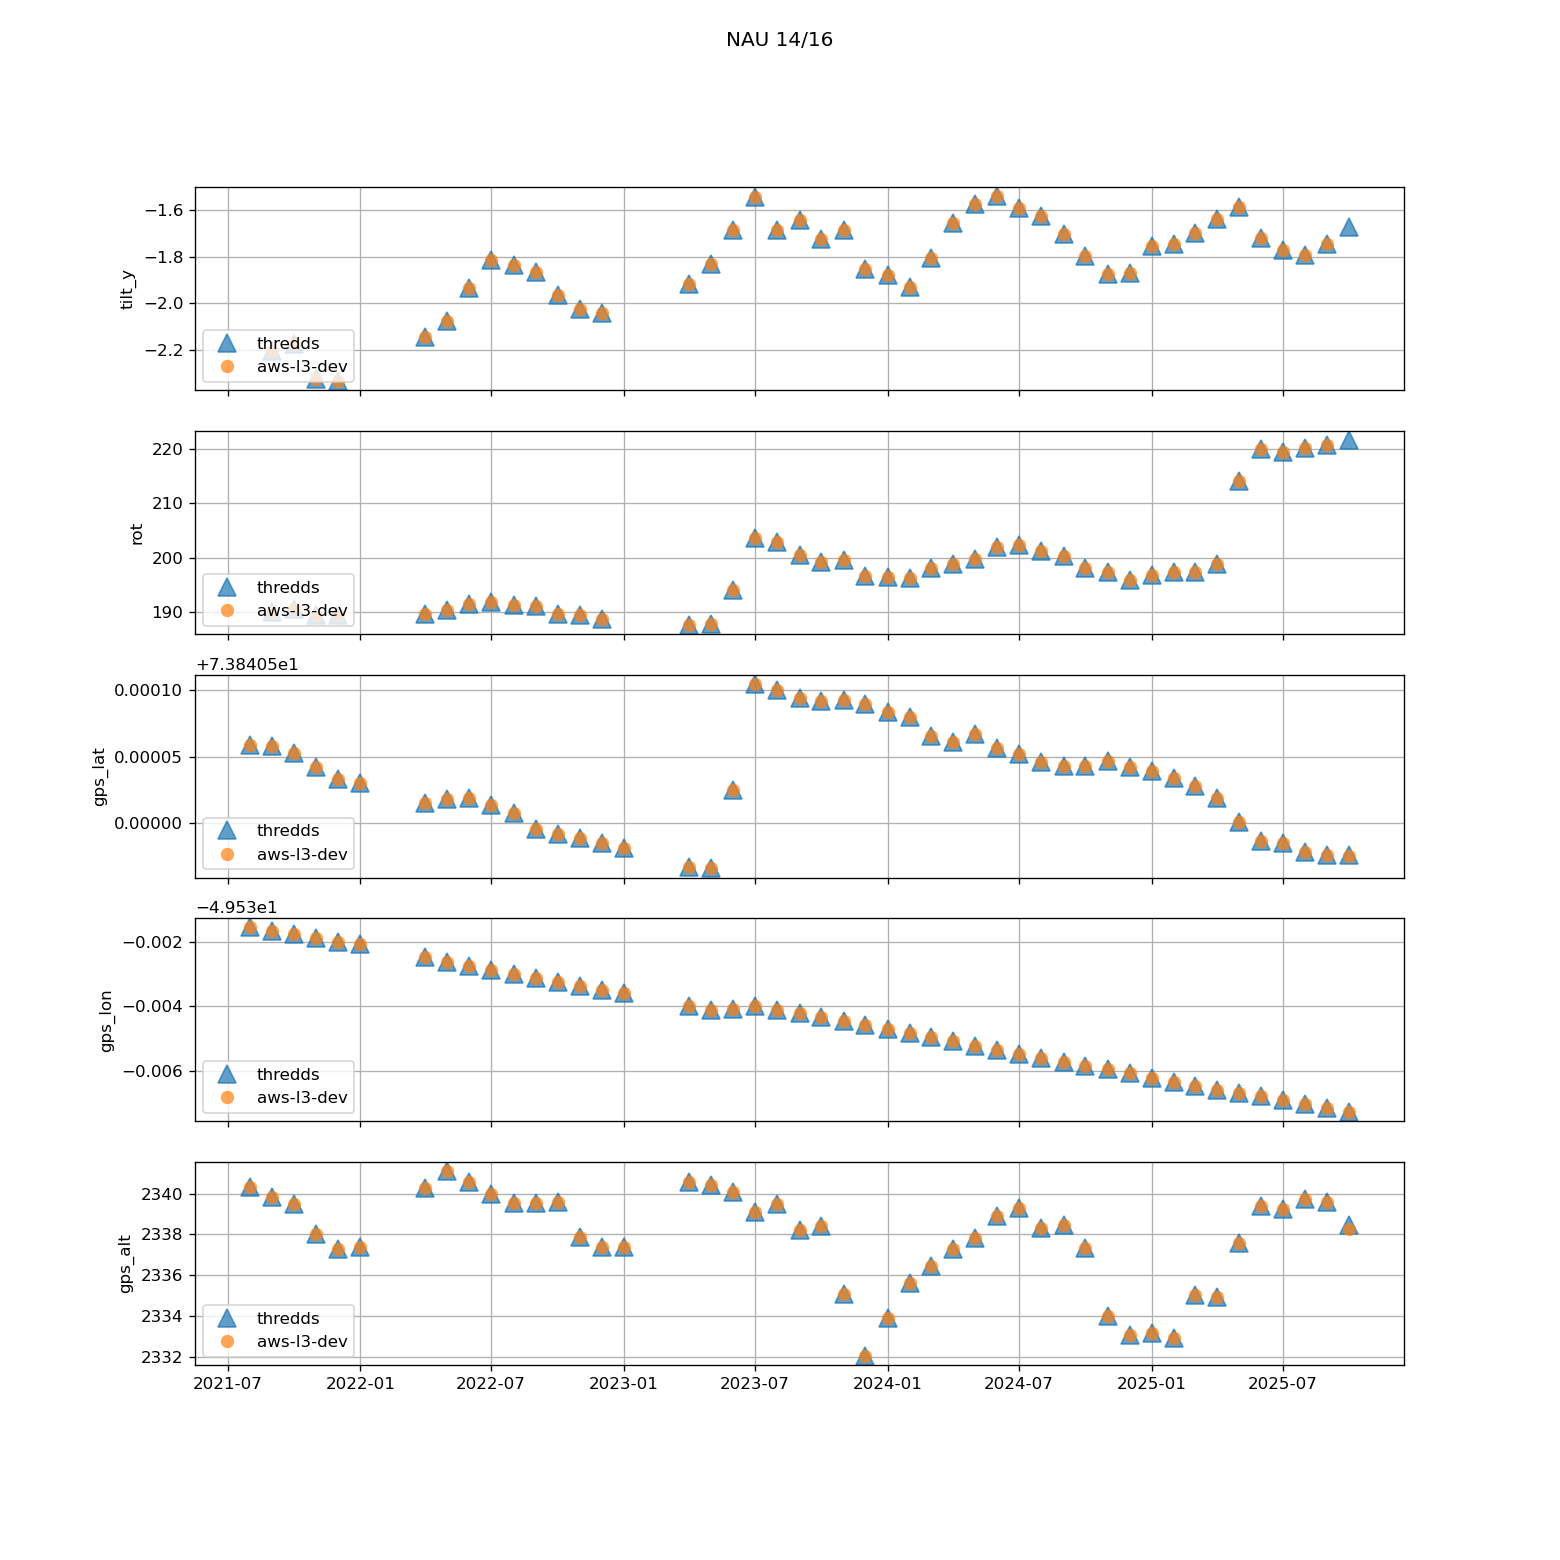 NAU 14/16
−1.6
−1.8
−2.0
−2.2
tilt_y
thredds
aws-l3-dev
220
210
200
190
rot
thredds
aws-l3-dev
+7.38405e1
0.00010
0.00005
0.00000
gps_lat
thredds
aws-l3-dev
−4.953e1
−0.002
−0.004
−0.006
gps_lon
thredds
aws-l3-dev
2340
2338
2336
2334
2332
gps_alt
thredds
aws-l3-dev
2021-07 2022-01 2022-07 2023-01 2023-07 2024-01 2024-07 2025-01 2025-07